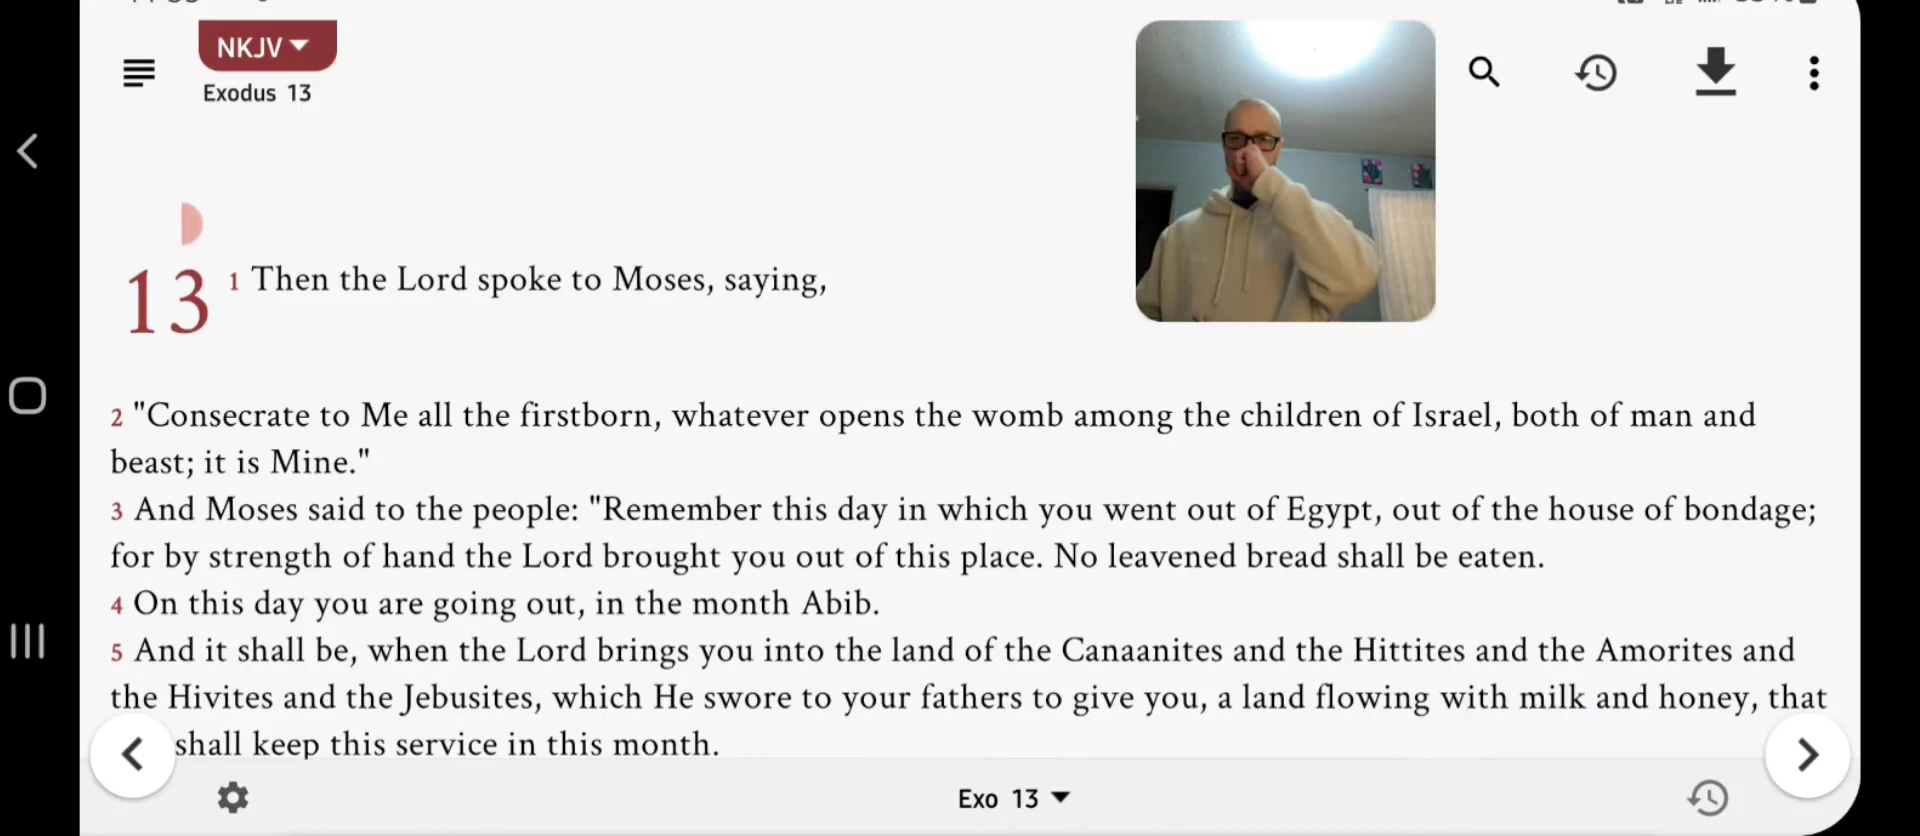 NKJV
Exodus 13
13 1 Then the Lord spoke to Moses, saying,
2 "Consecrate to Me all the firstborn, whatever opens the womb among the children of Israel, both of man and
beast; it is Mine."
3 And Moses said to the people: "Remember this day in which you went out of Egypt, out of the house of bondage;
for by strength of hand the Lord brought you out of this place. No leavened bread shall be eaten.
4 On this day you are going out, in the month Abib.
5 And it shall be, when the Lord brings you into the land of the Canaanites and the Hittites and the Amorites and
the Hivites and the Jebusites, which He swore to your fathers to give you, a land flowing with milk and honey, that
shall keep this service in this month.
Exo 13